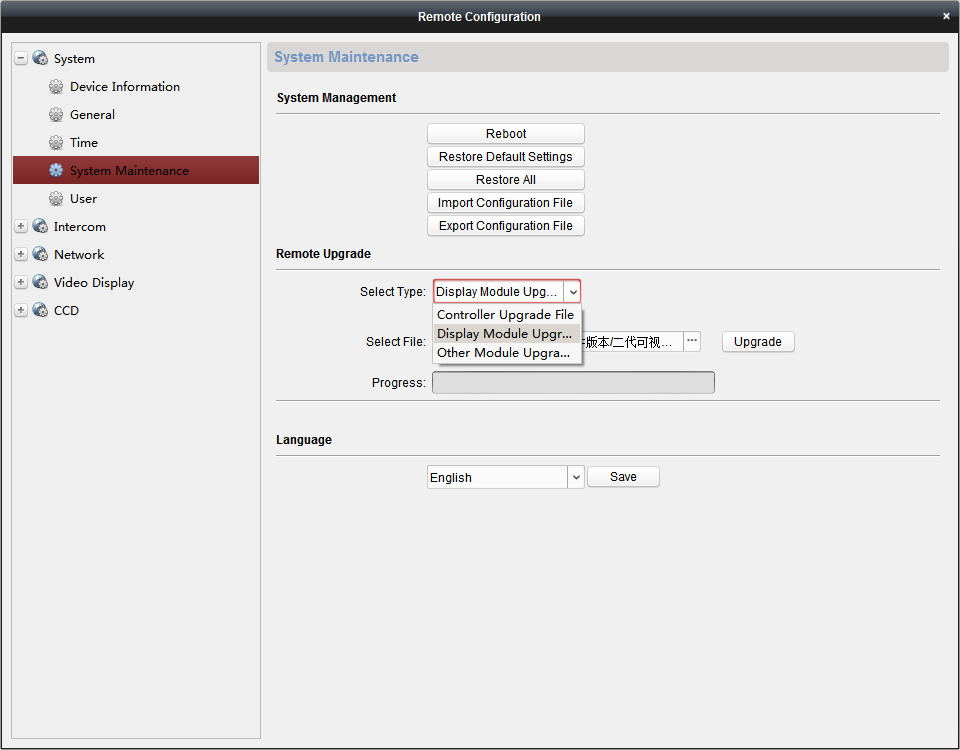 Remote Configuration
System
Device Information
General
Time
System Maintenance
User
Intercom
Network
Video Display
CCD
System Maintenance
System Management
Reboot
Restore Default Settings
Restore All
Import Configuration File
Export Configuration File
Remote Upgrade
Select Type: Display Module Upg...
Controller Upgrade File
Display Module Upgr...
Other Module Upgra...
Select File: 版本/二代可视... ... Upgrade
Progress:
Language
English Save